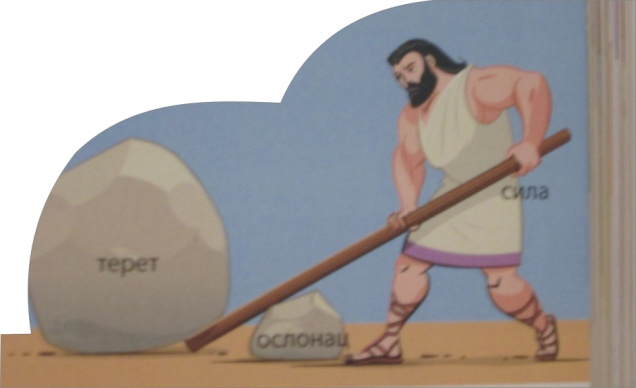 сила
терет
ослонац